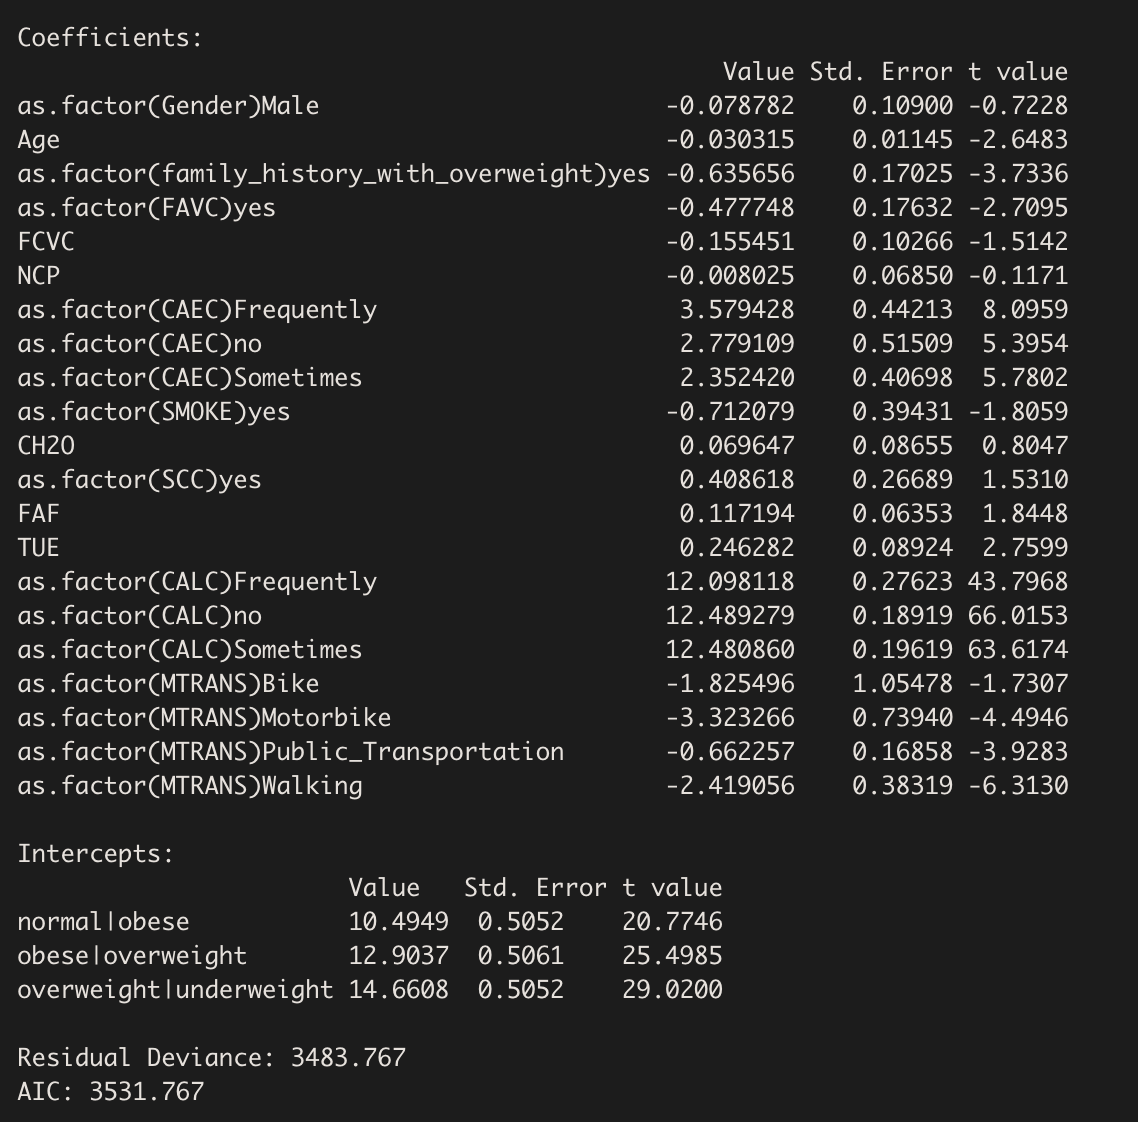 Coefficients:
Value Std. Error t value
as.factor(Gender)Male -0.078782 0.10900 -0.7228
Age -0.030315 0.01145 -2.6483
as.factor(family_history_with_overweight)yes -0.635656 0.17025 -3.7336
as.factor(FAVC)yes -0.477748 0.17632 -2.7095
FCVC -0.155451 0.10266 -1.5142
NCP -0.008025 0.06850 -0.1171
as.factor(CAEC)Frequently 3.579428 0.44213 8.0959
as.factor(CAEC)no 2.779109 0.51509 5.3954
as.factor(CAEC)Sometimes 2.352420 0.40698 5.7802
as.factor(SMOKE)yes -0.712079 0.39431 -1.8059
CH2O 0.069647 0.08655 0.8047
as.factor(SCC)yes 0.408618 0.26689 1.5310
FAF 0.117194 0.06353 1.8448
TUE 0.246282 0.08924 2.7599
as.factor(CALC)Frequently 12.098118 0.27623 43.7968
as.factor(CALC)no 12.489279 0.18919 66.0153
as.factor(CALC)Sometimes 12.480860 0.19619 63.6174
as.factor(MTRANS)Bike -1.825496 1.05478 -1.7307
as.factor(MTRANS)Motorbike -3.323266 0.73940 -4.4946
as.factor(MTRANS)Public_Transportation -0.662257 0.16858 -3.9283
as.factor(MTRANS)Walking -2.419056 0.38319 -6.3130
Intercepts:
Value Std. Error t value
normal|obese 10.4949 0.5052 20.7746
obese|overweight 12.9037 0.5061 25.4985
overweight|underweight 14.6608 0.5052 29.0200
Residual Deviance: 3483.767
AIC: 3531.767